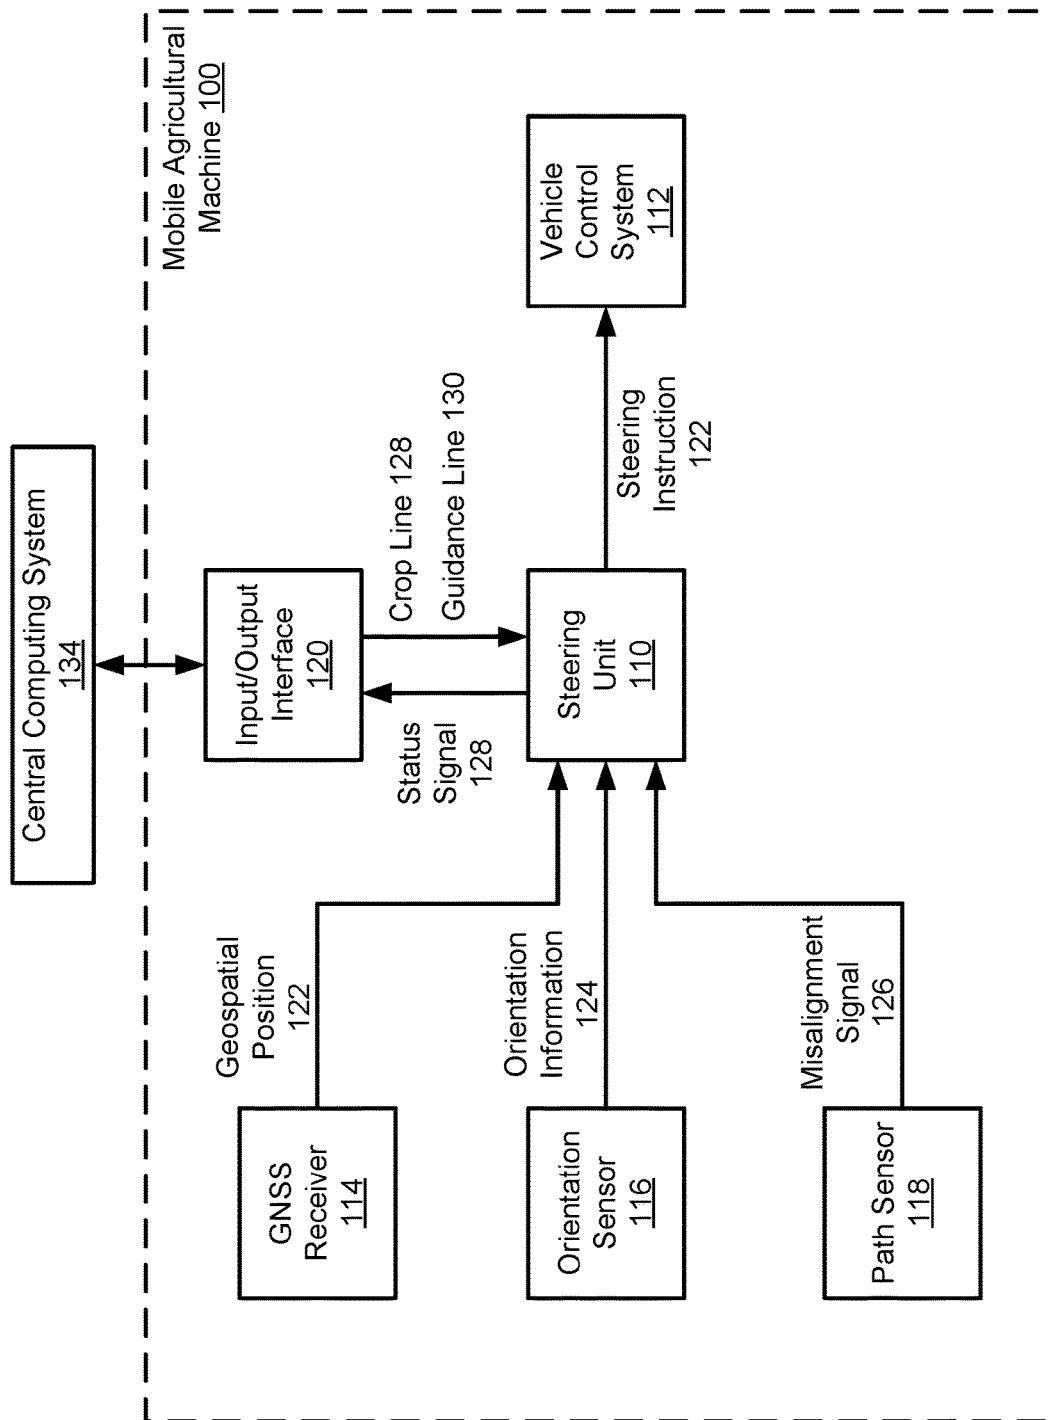 Central Computing System
134
Mobile Agricultural
Machine 100
Input/Output
Interface
120
Crop Line 128
Guidance Line 130
Status
Signal
128
Geospatial
Position
122
GNSS
Receiver
114
Orientation
Information
124
Orientation
Sensor
116
Steering
Unit
110
Steering
Instruction
122
Vehicle
Control
System
112
Misalignment
Signal
126
Path Sensor
118